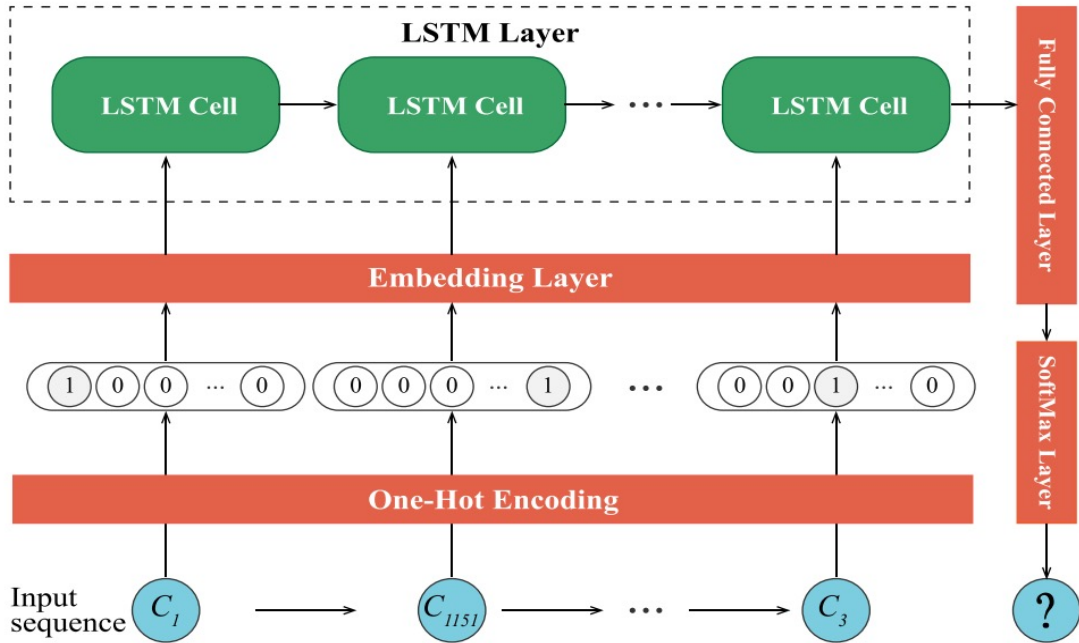 LSTM Layer
LSTM Cell LSTM Cell ... LSTM Cell
Fully Connected Layer
Embedding Layer
1 0 0 ... 0 0 0 0 ... 1 ... 0 0 1 ... 0
SoftMax Layer
One-Hot Encoding
Input
sequence
C1 C1151 ... C3 ?